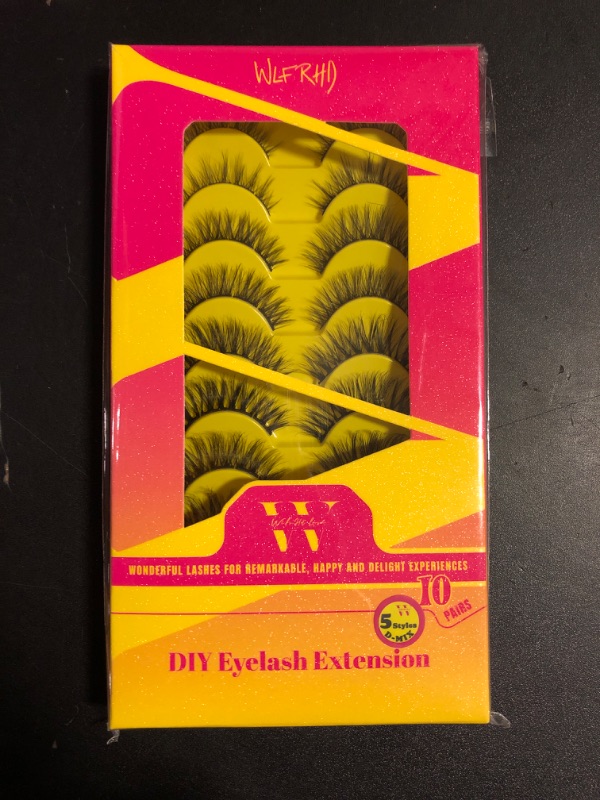 WLFRHD
W
WONDERFUL LASHES FOR REMARKABLE, HAPPY AND DELIGHT EXPERIENCES
10
PAIRS
5 Styles
D-MIX
DIY Eyelash Extension